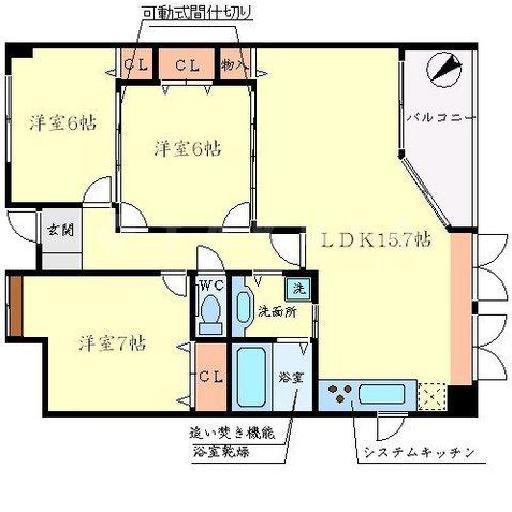 可動式間仕切り
CL
CL
物入
洋室6帖
洋室6帖
バルコニー
玄関
LDK15.7帖
WC
洗
洗面所
洋室7帖
CL
浴室
追い焚き機能
浴室乾燥
システムキッチン